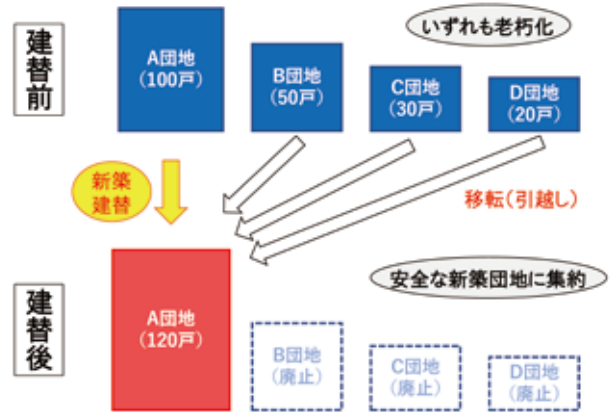 建替前
いずれも老朽化
A団地
(100戸)
B団地
(50戸)
C団地
(30戸)
D団地
(20戸)
新築
建替
移転(引越し)
安全な新築団地に集約
建替後
A団地
(120戸)
B団地
(廃止)
C団地
(廃止)
D団地
(廃止)